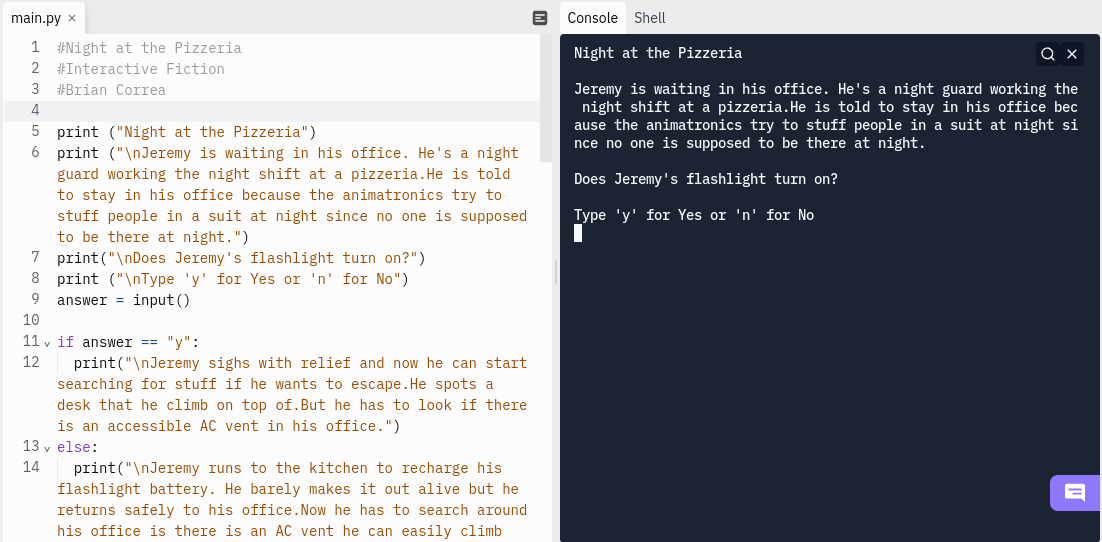 main.py ×
1 #Night at the Pizzeria
2 #Interactive Fiction
3 #Brian Correa
4
5 print ("Night at the Pizzeria")
6 print ("\nJeremy is waiting in his office. He's a night
guard working the night shift at a pizzeria.He is told
to stay in his office because the animatronics try to
stuff people in a suit at night since no one is supposed
to be there at night.")
7 print("\nDoes Jeremy's flashlight turn on?")
8 print ("\nType 'y' for Yes or 'n' for No")
9 answer = input()
10
11 if answer == "y":
12 print("\nJeremy sighs with relief and now he can start
searching for stuff if he wants to escape.He spots a
desk that he climb on top of.But he has to look if there
is an accessible AC vent in his office.")
13 else:
14 print("\nJeremy runs to the kitchen to recharge his
flashlight battery. He barely makes it out alive but he
returns safely to his office.Now he has to search around
his office is there is an AC vent he can easily climb
Console Shell
Night at the Pizzeria
Jeremy is waiting in his office. He's a night guard working the
night shift at a pizzeria.He is told to stay in his office bec
ause the animatronics try to stuff people in a suit at night si
nce no one is supposed to be there at night.
Does Jeremy's flashlight turn on?
Type 'y' for Yes or 'n' for No